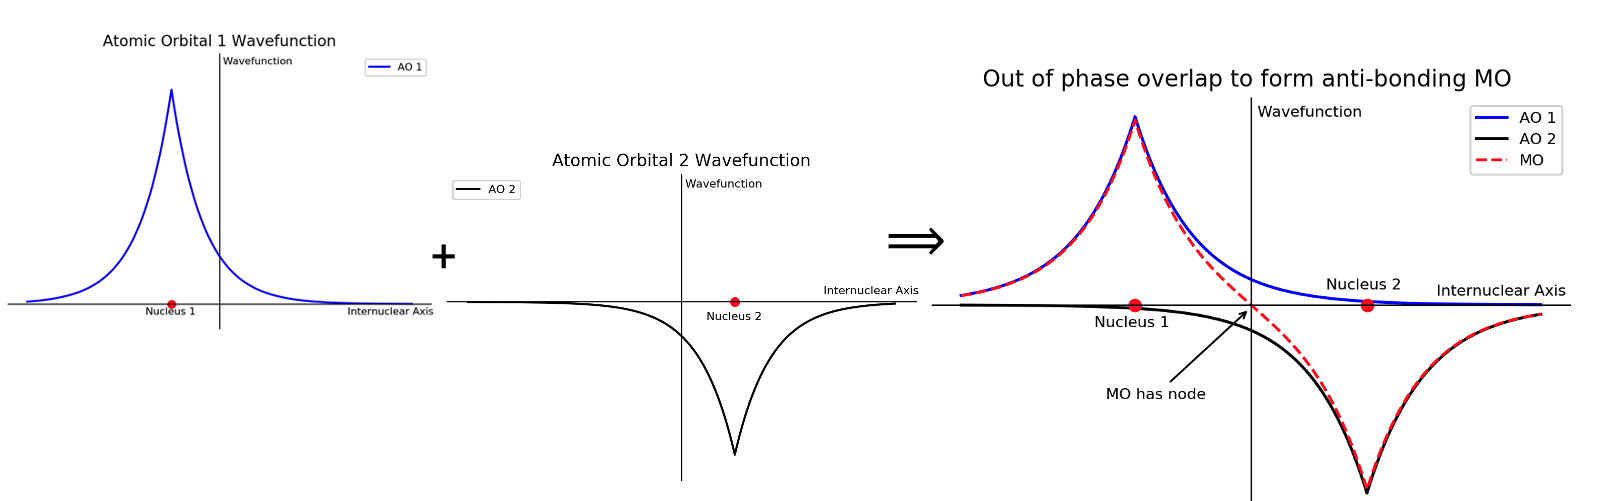 Atomic Orbital 1 Wavefunction
Wavefunction
AO 1
Nucleus 1
Internuclear Axis
+
Atomic Orbital 2 Wavefunction
Wavefunction
AO 2
Internuclear Axis
Nucleus 2
⇒
Out of phase overlap to form anti-bonding MO
Wavefunction
AO 1
AO 2
MO
Nucleus 2
Internuclear Axis
Nucleus 1
MO has node